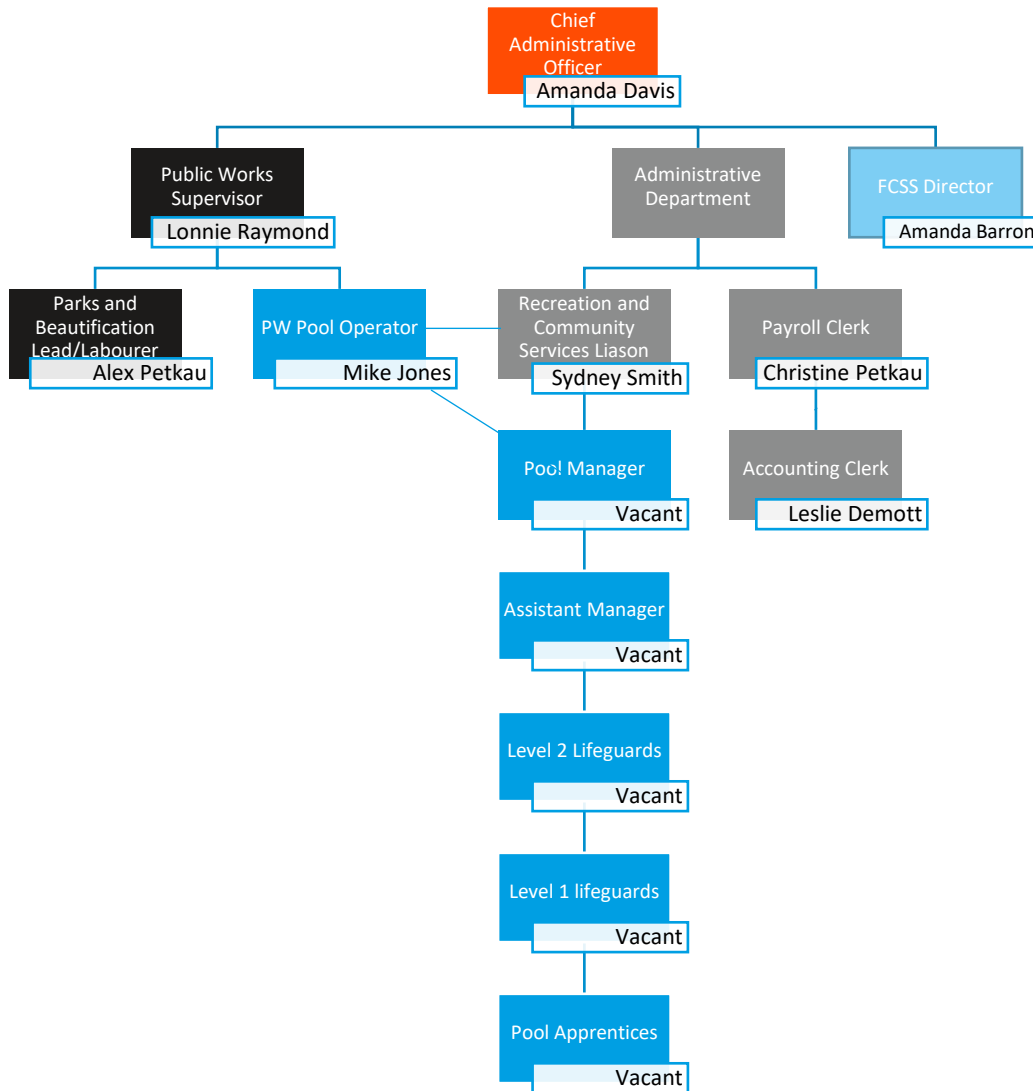 Chief
Administrative
Officer
Amanda Davis
Public Works
Supervisor
Lonnie Raymond
Administrative
Department
FCSS Director
Amanda Barron
Parks and
Beautification
Lead/Labourer
Alex Petkau
PW Pool Operator
Mike Jones
Recreation and
Community
Services Liason
Sydney Smith
Payroll Clerk
Christine Petkau
Pool Manager
Vacant
Accounting Clerk
Leslie Demott
Assistant Manager
Vacant
Level 2 Lifeguards
Vacant
Level 1 lifeguards
Vacant
Pool Apprentices
Vacant